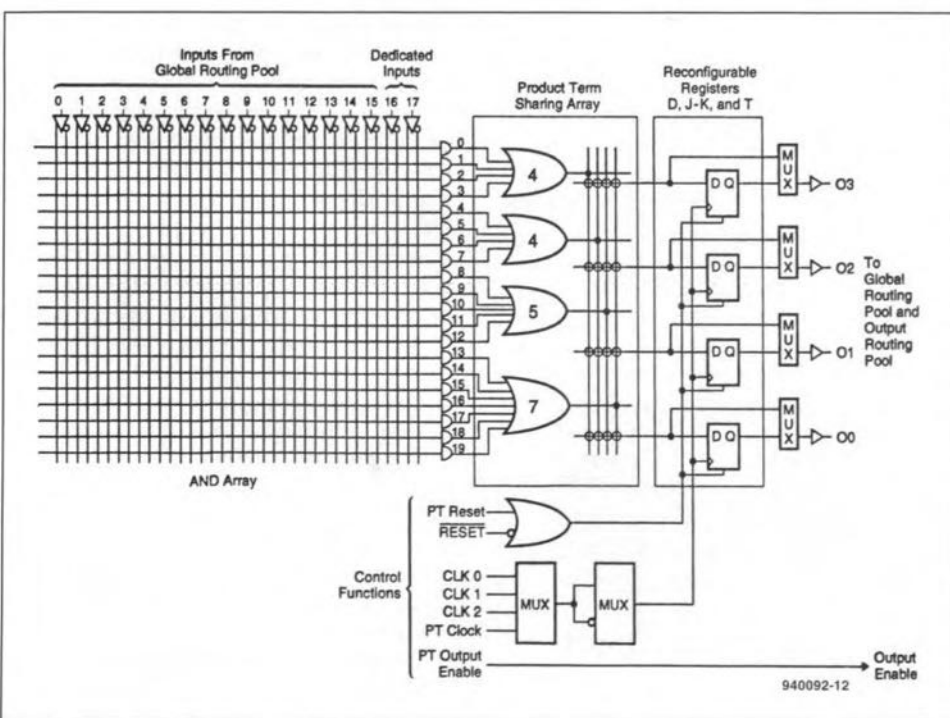 Inputs From
Global Routing Pool
Dedicated
Inputs
0 1 2 3 4 5 6 7 8 9 10 11 12 13 14 15 16 17
Product Term
Sharing Array
Reconfigurable
Registers
D, J-K, and T
0
1
2
3
4
5
6
7
8
9
10
11
12
13
14
15
16
17
18
19
4
4
5
7
D Q
D Q
D Q
D Q
MUX
MUX
MUX
MUX
O3
O2
O1
O0
To
Global
Routing
Pool and
Output
Routing
Pool
AND Array
Control
Functions
PT Reset
RESET
CLK 0
CLK 1
CLK 2
PT Clock
MUX
MUX
PT Output
Enable
Output
Enable
940092-12